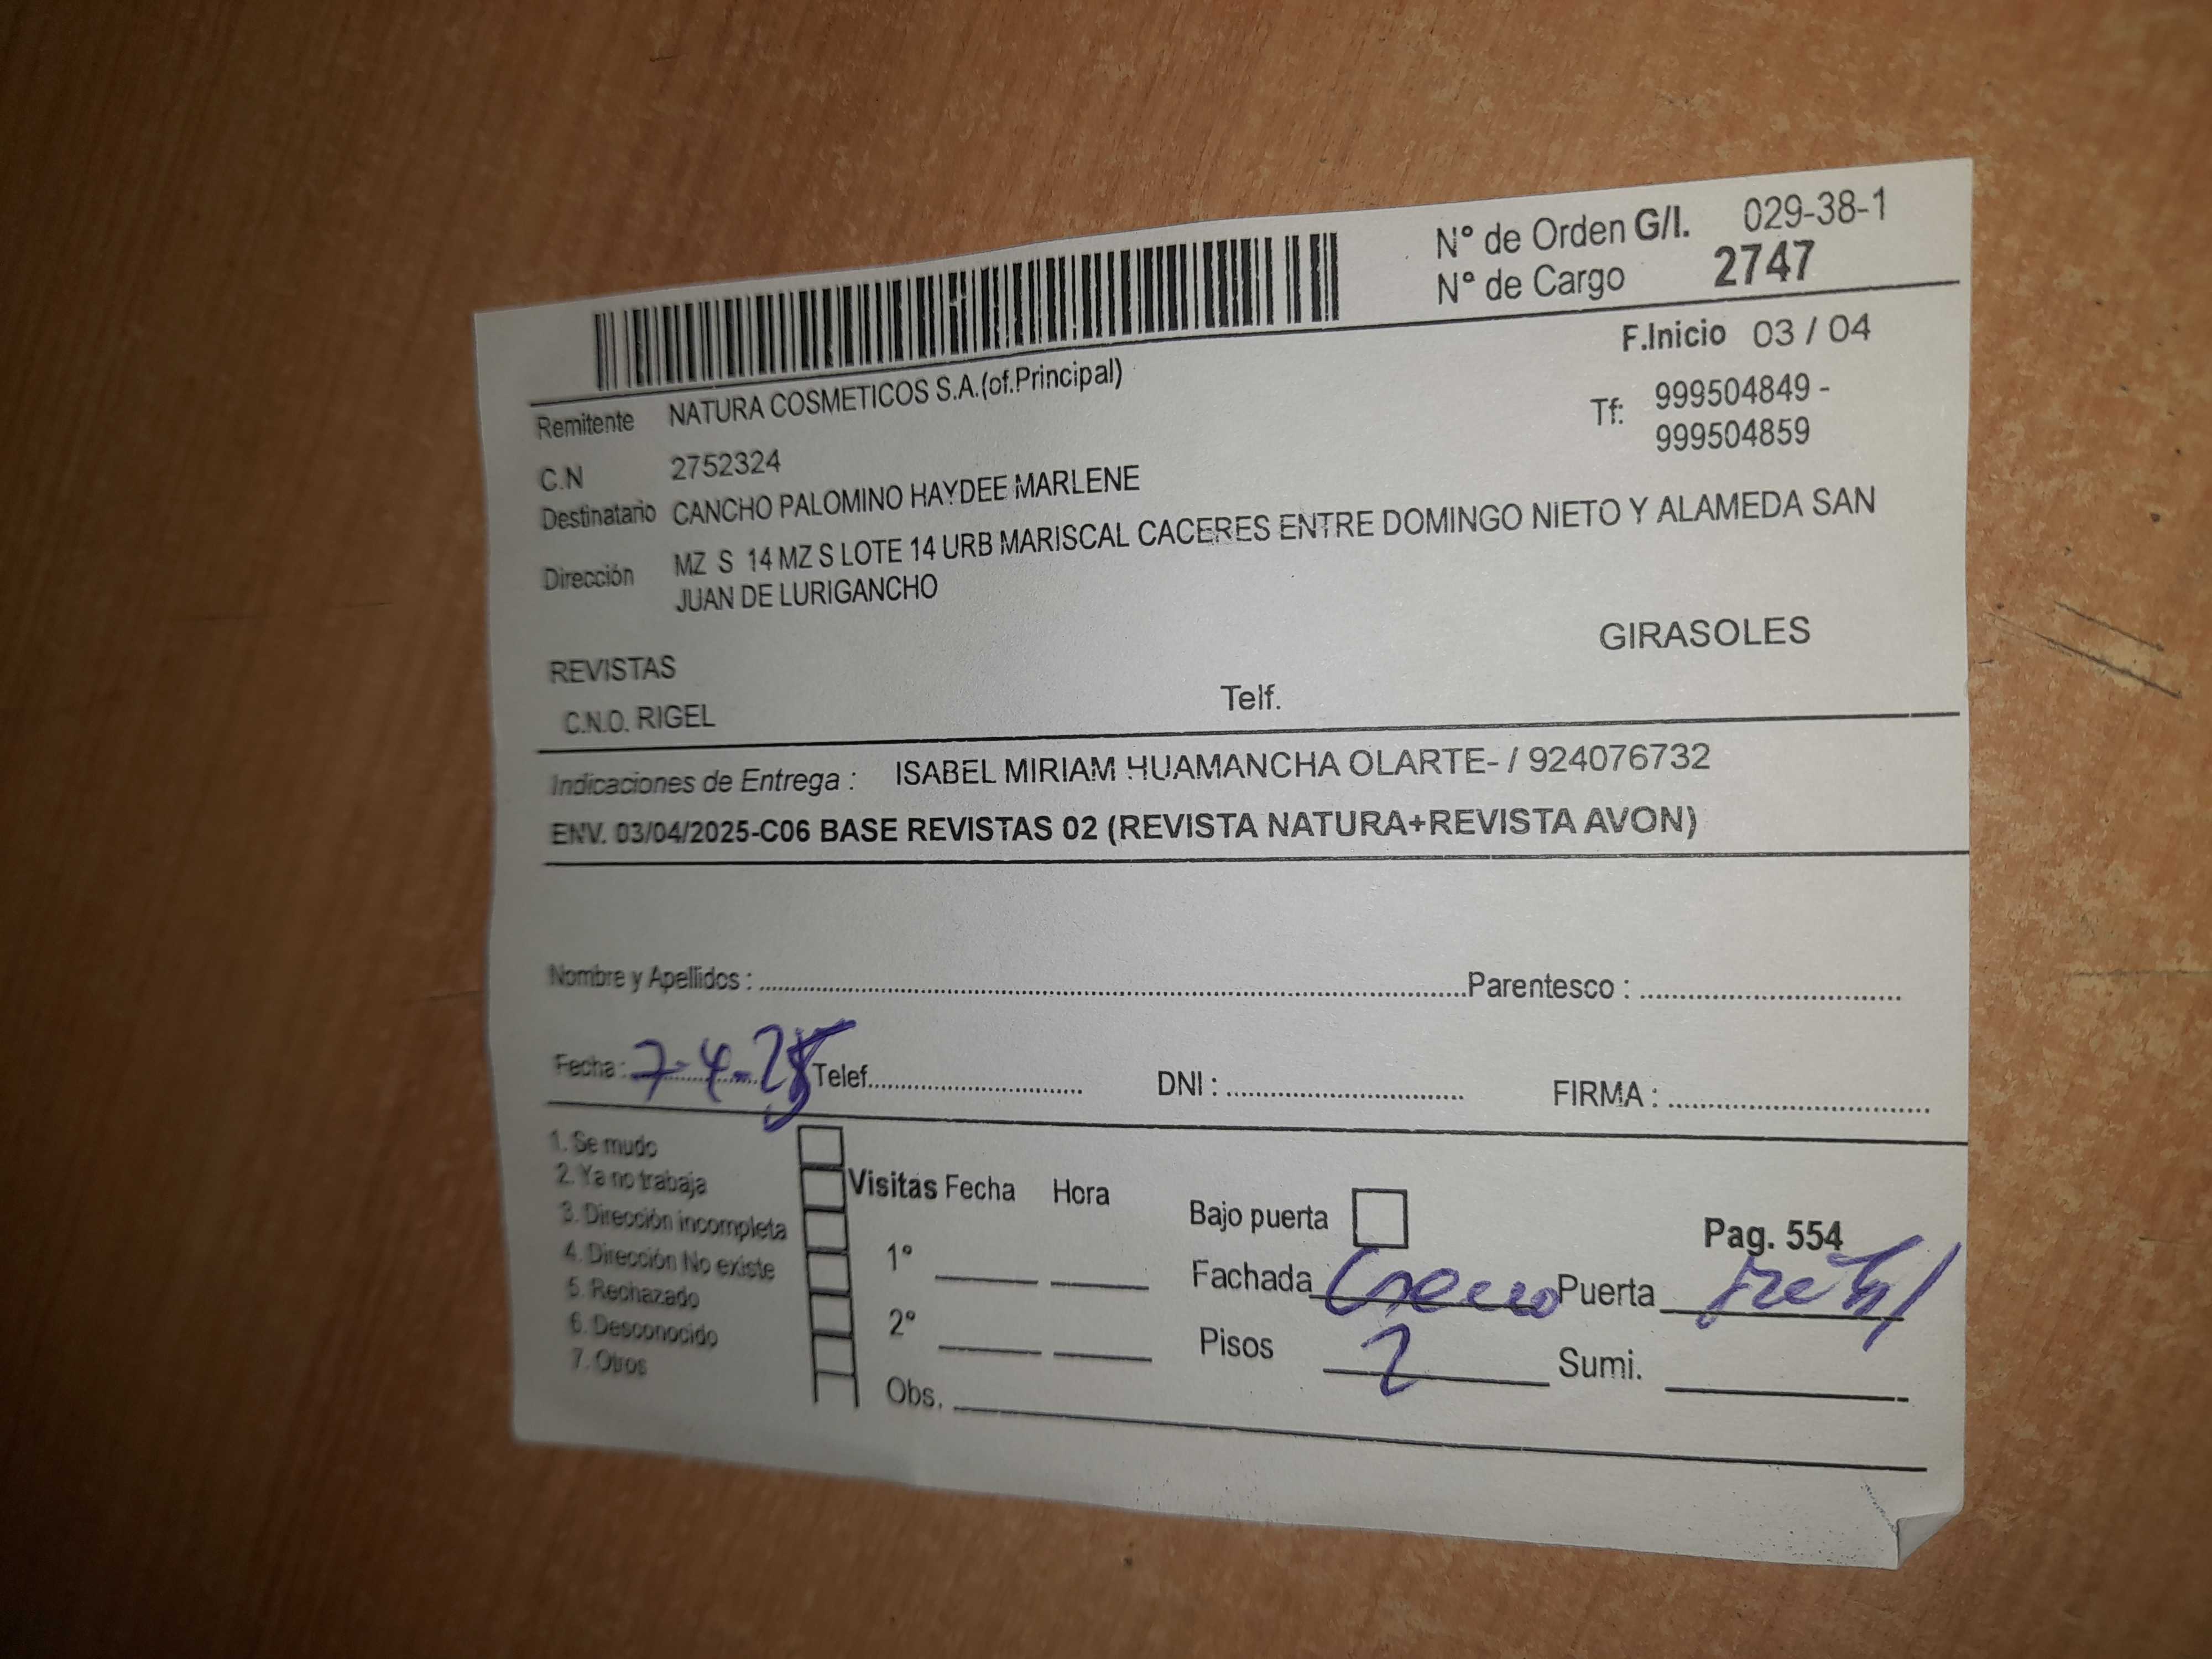 N° de Orden G/I. 029-38-1
N° de Cargo 2747
F.Inicio 03 / 04
Remitente NATURA COSMETICOS S.A.(of.Principal)
Tf: 999504849 -
999504859
C.N 2752324
Destinatario CANCHO PALOMINO HAYDEE MARLENE
Dirección MZ S 14 MZ S LOTE 14 URB MARISCAL CACERES ENTRE DOMINGO NIETO Y ALAMEDA SAN
JUAN DE LURIGANCHO
GIRASOLES
REVISTAS
C.N.O. RIGEL Telf.
Indicaciones de Entrega : ISABEL MIRIAM HUAMANCHA OLARTE- / 924076732
ENV. 03/04/2025-C06 BASE REVISTAS 02 (REVISTA NATURA+REVISTA AVON)
Nombre y Apellidos : Parentesco :
Fecha : 7-4-25 Telef. DNI : FIRMA :
1. Se mudo
2. Ya no trabaja
3. Dirección incompleta
4. Dirección No existe
5. Rechazado
6. Desconocido
7. Otros
Visitas Fecha Hora
1°
2°
Obs.
Bajo puerta
Pag. 554
Fachada Cremo Puerta
Pisos 2 Sumi.